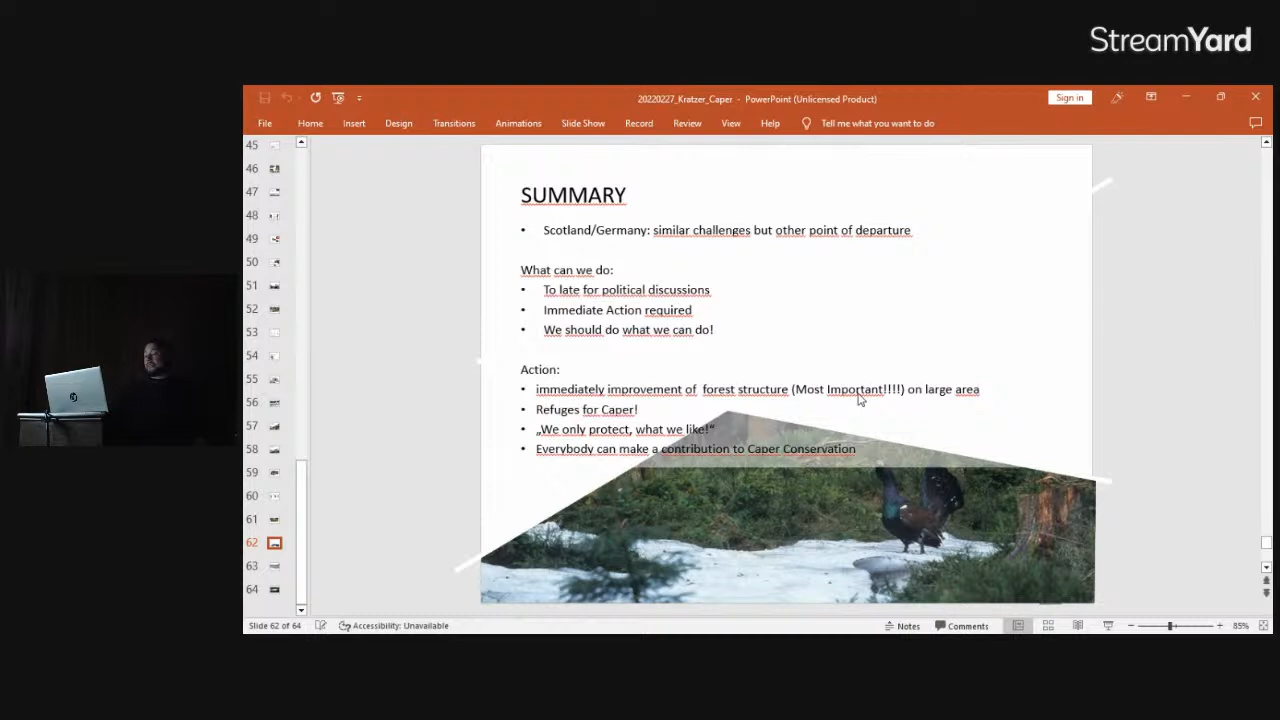 StreamYard
20220227_Kratzer_Caper - PowerPoint (Unlicensed Product)
Sign in
File Home Insert Design Transitions Animations Slide Show Record Review View Help Tell me what you want to do
45
46
47
48
49
50
51
52
53
54
55
56
57
58
59
60
61
62
63
64
SUMMARY
• Scotland/Germany: similar challenges but other point of departure
What can we do:
• To late for political discussions
• Immediate Action required
• We should do what we can do!
Action:
• immediately improvement of forest structure (Most Important!!!!) on large area
• Refuges for Caper!
• „We only protect, what we like!“
• Everybody can make a contribution to Caper Conservation
Slide 62 of 64 Accessibility: Unavailable Notes Comments 85%